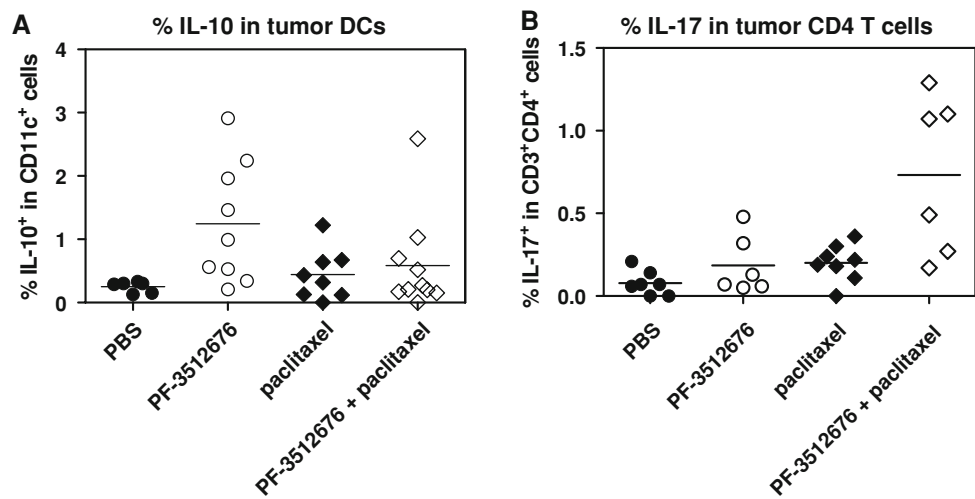 A
% IL-10 in tumor DCs
% IL-10⁺ in CD11c⁺ cells
4
3
2
1
0
PBS
PF-3512676
paclitaxel
PF-3512676 + paclitaxel
B
% IL-17 in tumor CD4 T cells
% IL-17⁺ in CD3⁺CD4⁺ cells
1.5
1.0
0.5
0.0
PBS
PF-3512676
paclitaxel
PF-3512676 + paclitaxel